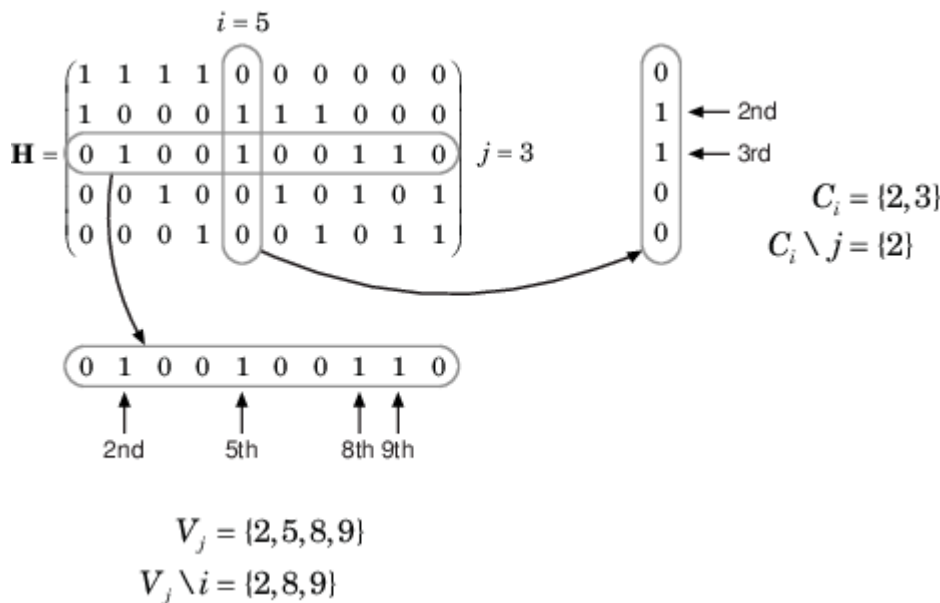 i = 5
1 1 1 1 0 0 0 0 0 0
1 0 0 0 1 1 1 0 0 0
H = 0 1 0 0 1 0 0 1 1 0 j = 3
0 0 1 0 0 1 0 1 0 1
0 0 0 1 0 0 1 0 1 1
0
1 2nd
1 3rd
0
0
C_i = {2,3}
C_i \ j = {2}
0 1 0 0 1 0 0 1 1 0
2nd 5th 8th 9th
V_j = {2,5,8,9}
V_j \ i = {2,8,9}